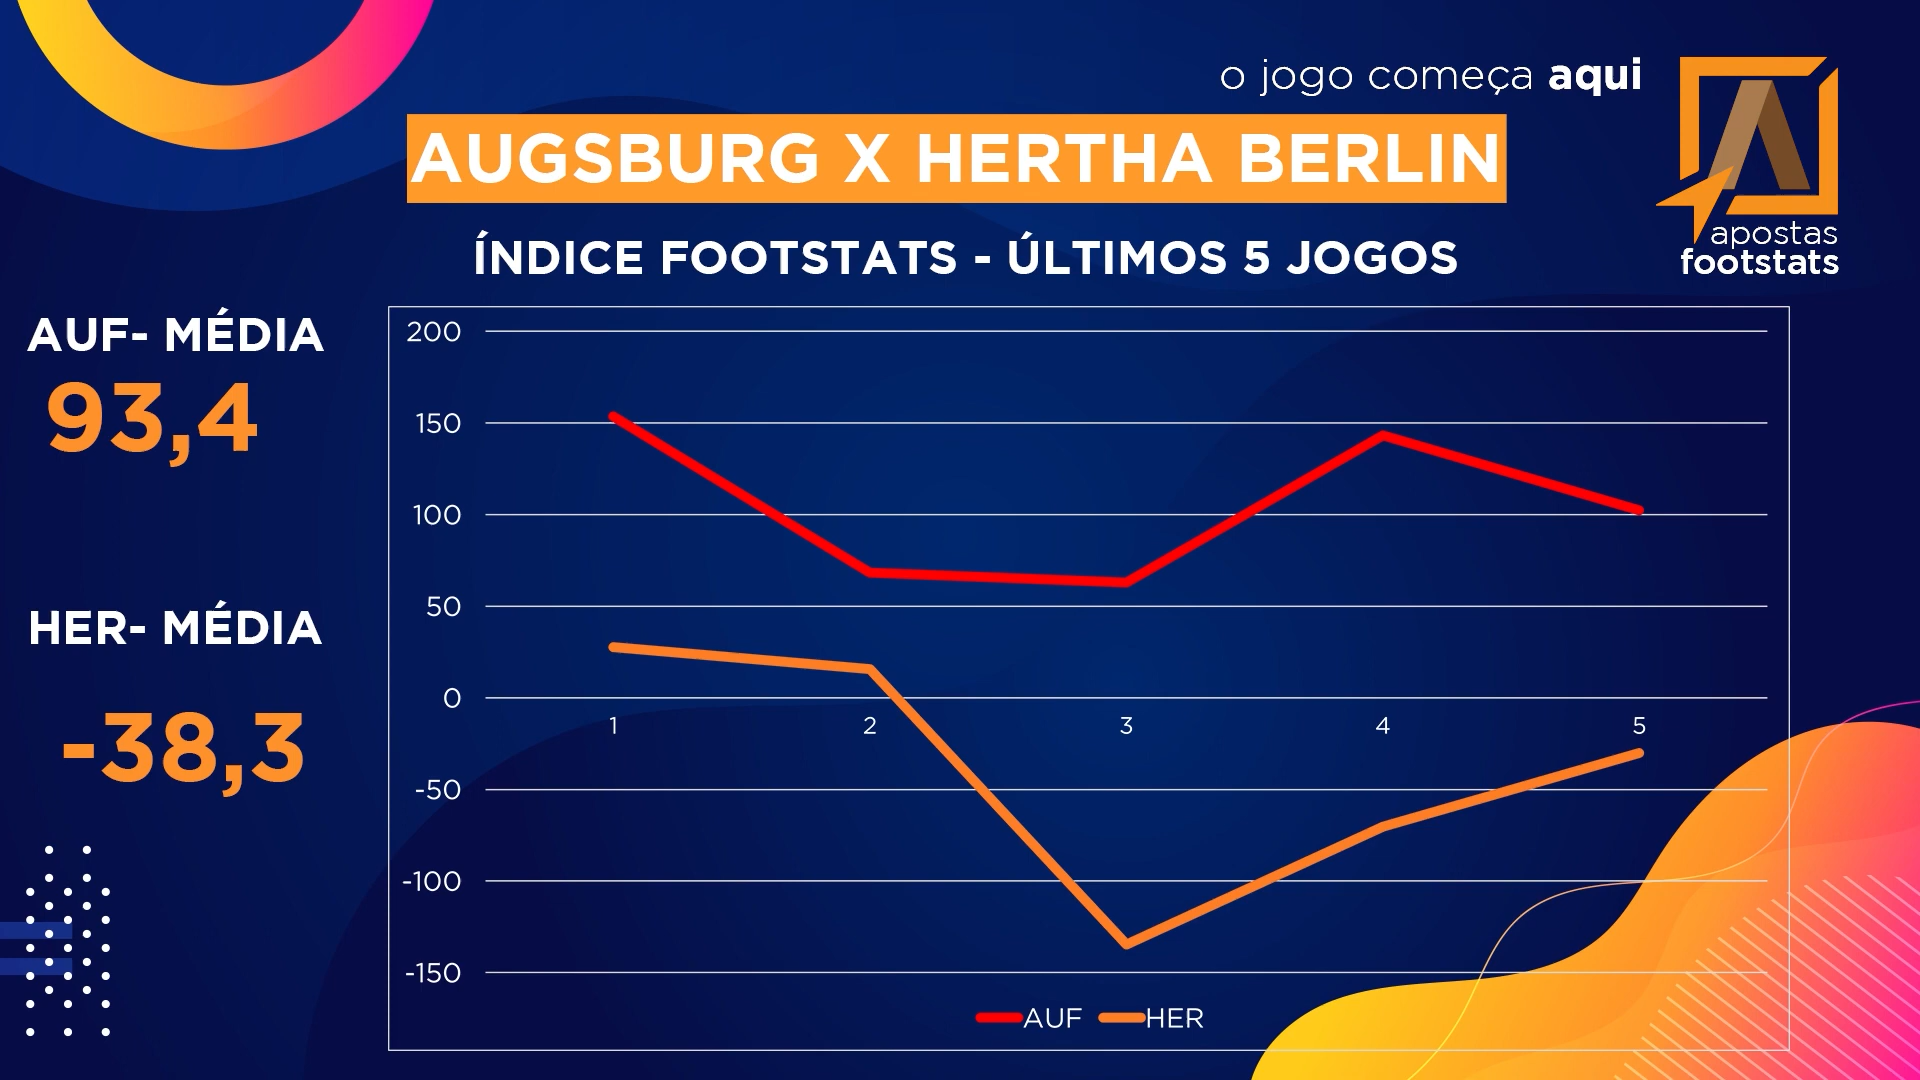 o jogo começa aqui
AUGSBURG X HERTHA BERLIN
apostas
footstats
ÍNDICE FOOTSTATS - ÚLTIMOS 5 JOGOS
AUF- MÉDIA
93,4
HER- MÉDIA
-38,3
200
150
100
50
0
-50
-100
-150
1 2 3 4 5
AUF HER